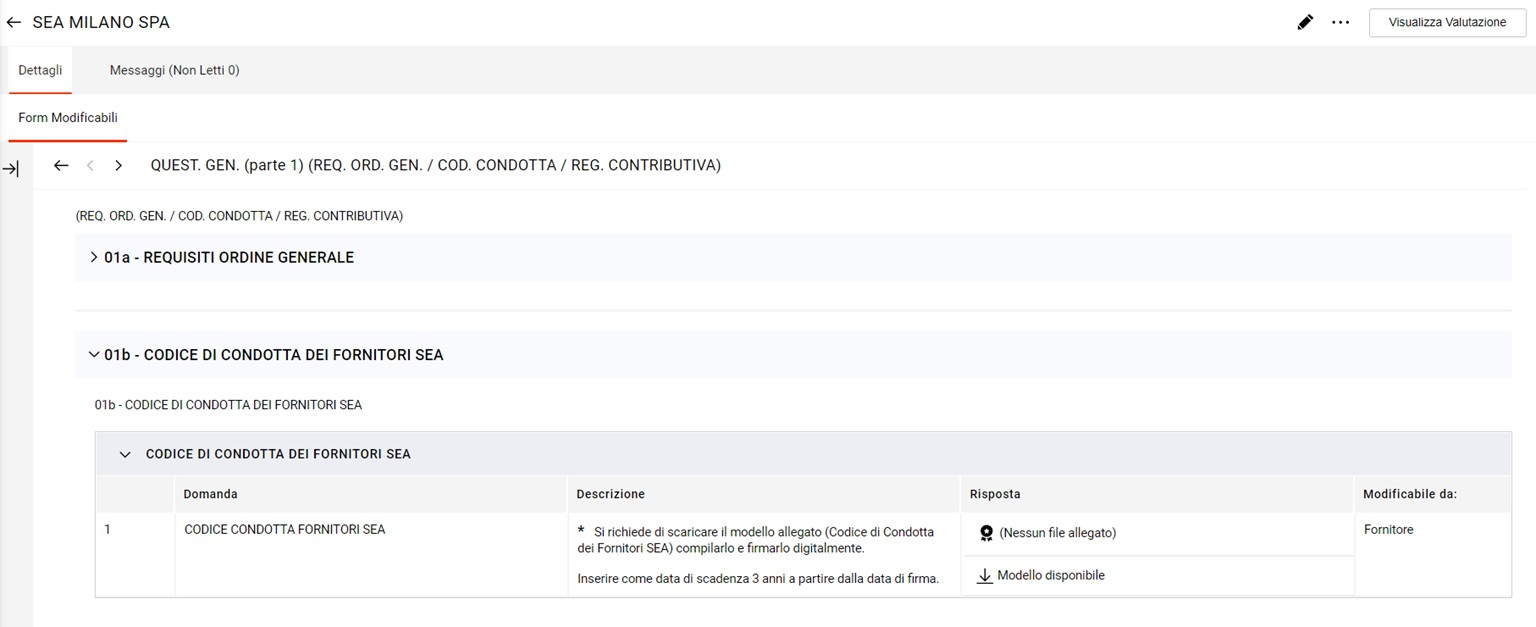 SEA MILANO SPA
Visualizza Valutazione
Dettagli
Messaggi (Non Letti 0)
Form Modificabili
QUEST. GEN. (parte 1) (REQ. ORD. GEN. / COD. CONDOTTA / REG. CONTRIBUTIVA)
(REQ. ORD. GEN. / COD. CONDOTTA / REG. CONTRIBUTIVA)
01a - REQUISITI ORDINE GENERALE
01b - CODICE DI CONDOTTA DEI FORNITORI SEA
01b - CODICE DI CONDOTTA DEI FORNITORI SEA
CODICE DI CONDOTTA DEI FORNITORI SEA
Domanda
Descrizione
Risposta
Modificabile da:
1
CODICE CONDOTTA FORNITORI SEA
* Si richiede di scaricare il modello allegato (Codice di Condotta
dei Fornitori SEA) compilarlo e firmarlo digitalmente.
Inserire come data di scadenza 3 anni a partire dalla data di firma.
(Nessun file allegato)
Modello disponibile
Fornitore